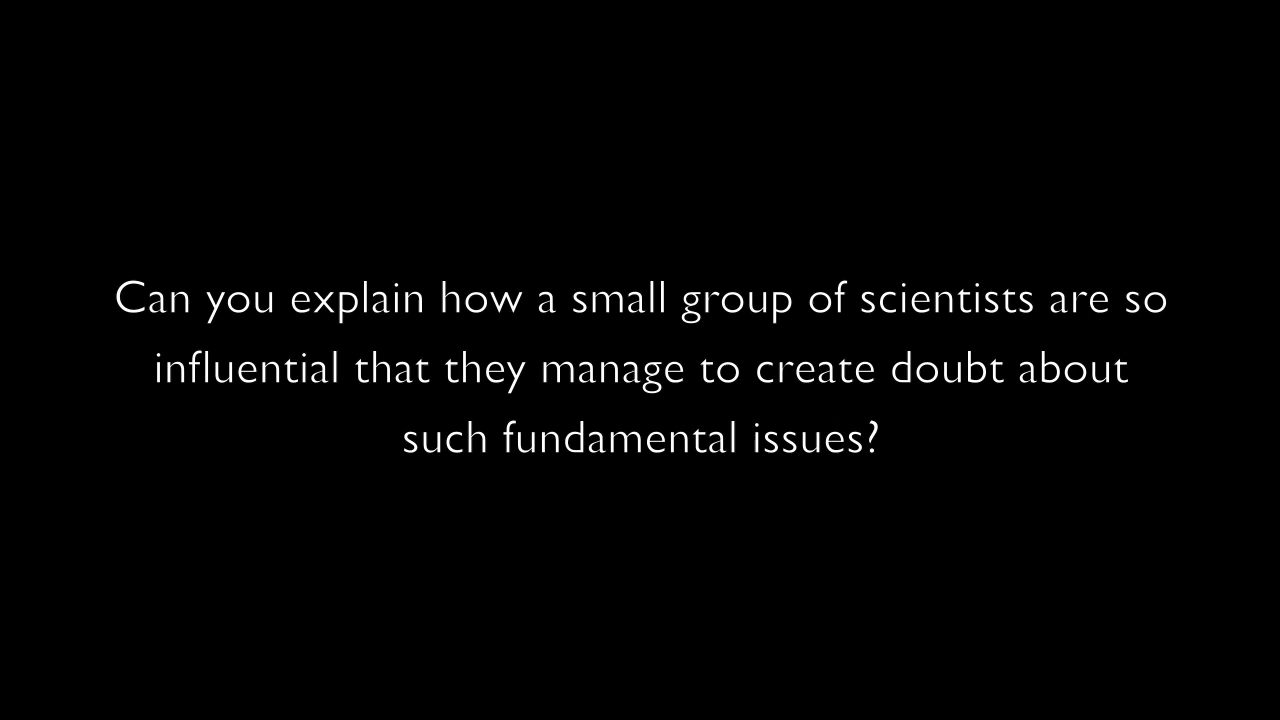 Can you explain how a small group of scientists are so
influential that they manage to create doubt about
such fundamental issues?